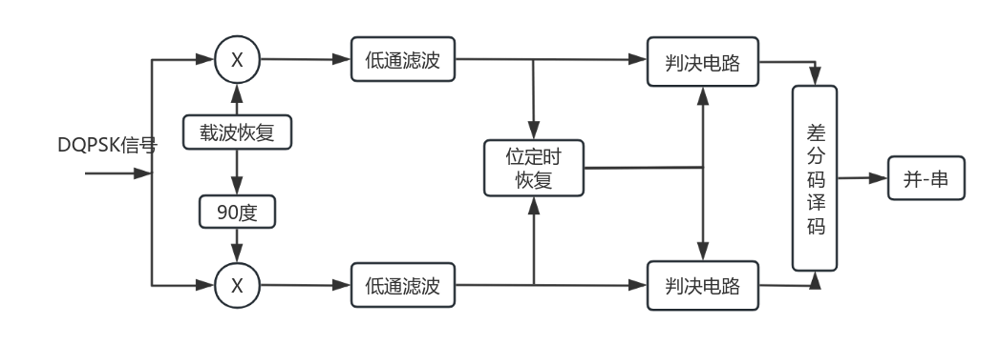 X
低通滤波
判决电路
载波恢复
DQPSK信号
位定时
恢复
差
分
码
译
码
并-串
90度
X
低通滤波
判决电路